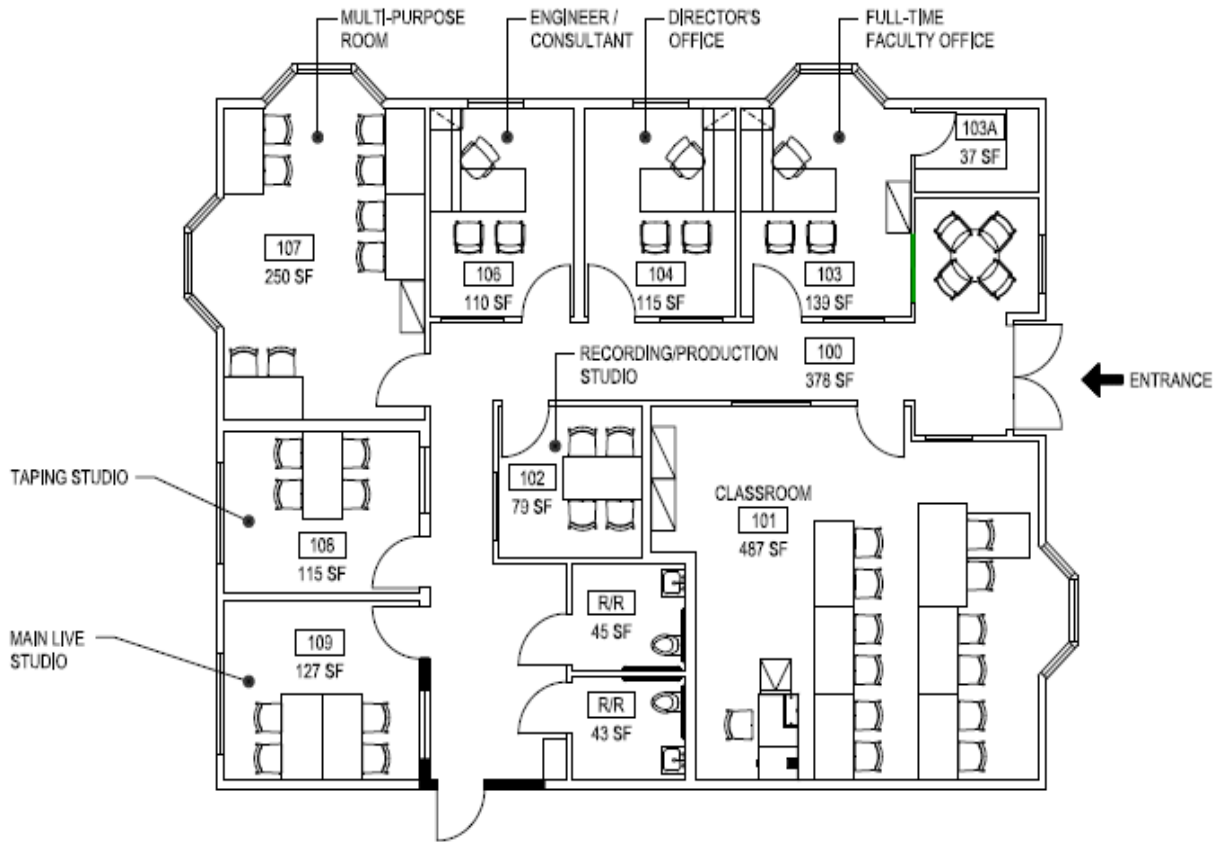 MULTI-PURPOSE
ROOM
ENGINEER /
CONSULTANT
DIRECTOR'S
OFFICE
FULL-TIME
FACULTY OFFICE
103A
37 SF
107
250 SF
106
110 SF
104
115 SF
103
139 SF
RECORDING/PRODUCTION
STUDIO
100
378 SF
ENTRANCE
TAPING STUDIO
102
79 SF
CLASSROOM
101
487 SF
108
115 SF
R/R
45 SF
MAIN LIVE
STUDIO
109
127 SF
R/R
43 SF